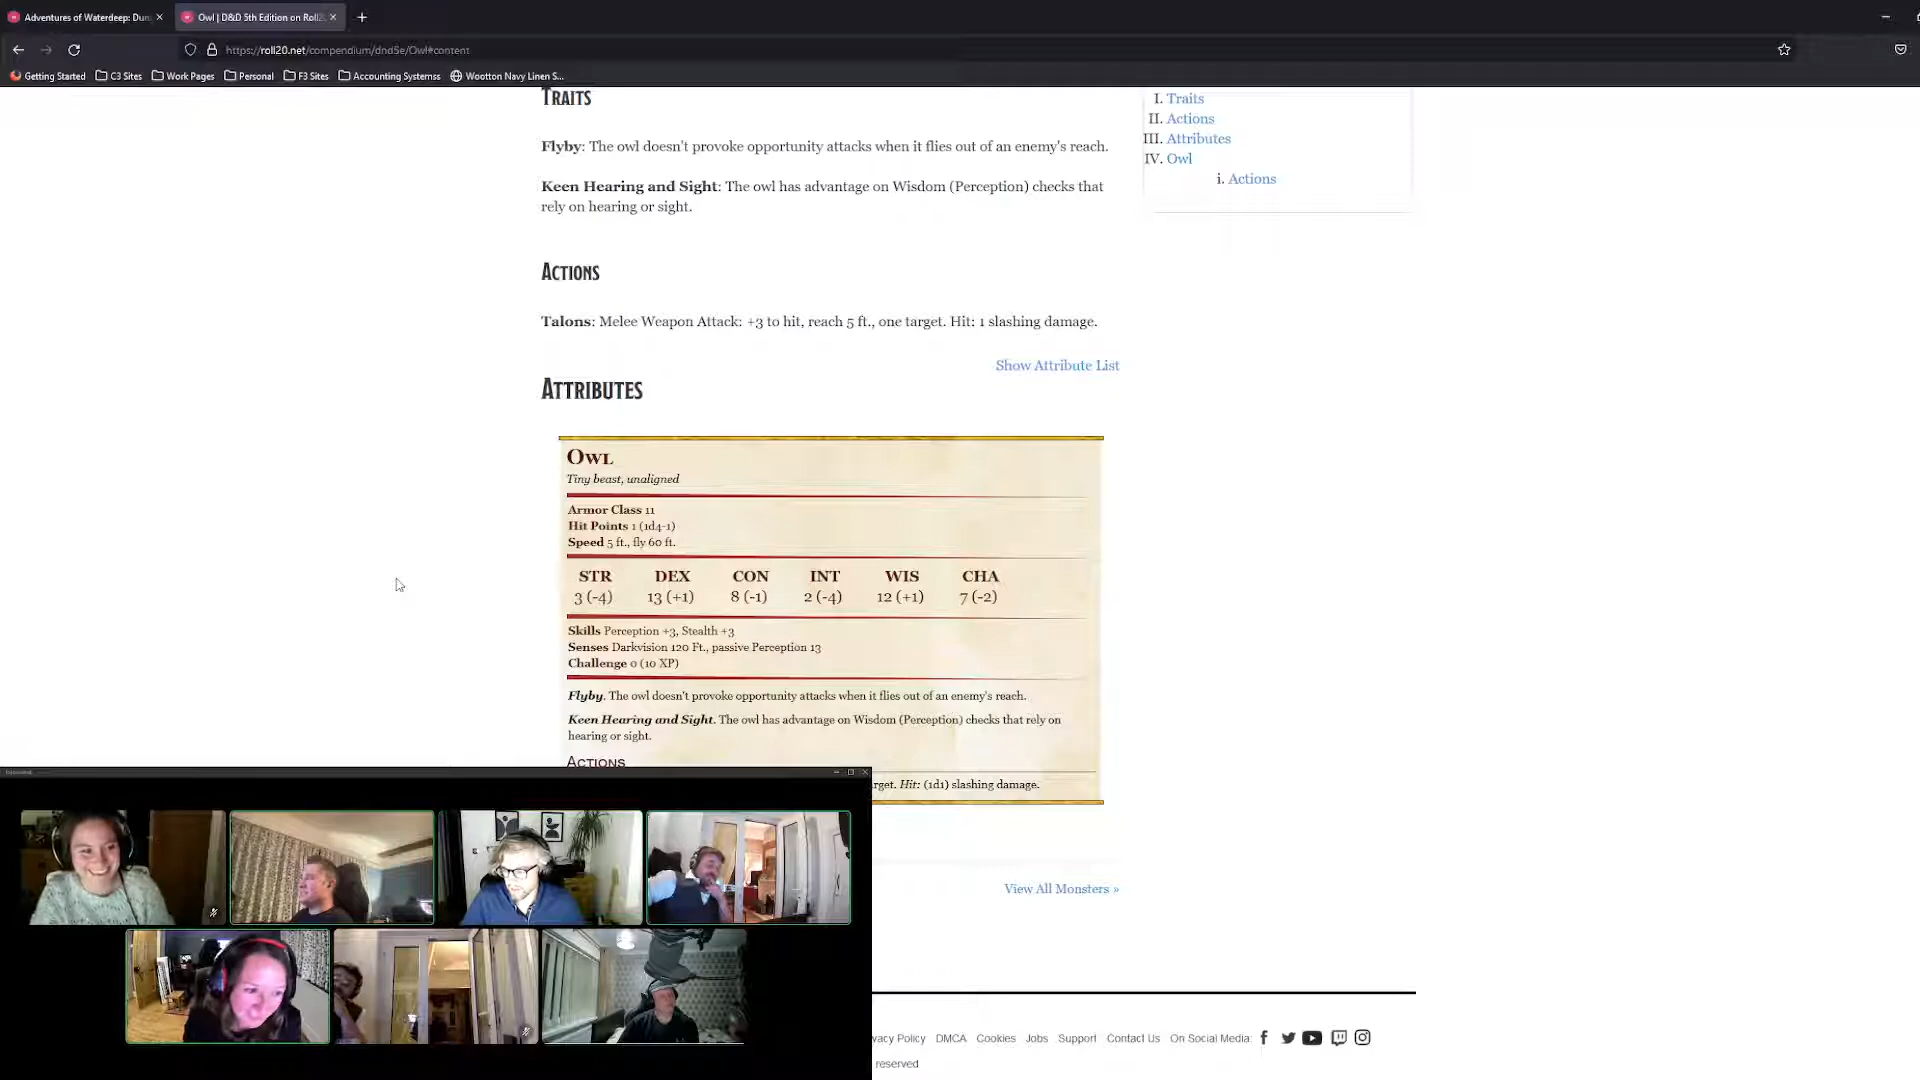 Adventures of Waterdeep: Dun
Owl | D&D 5th Edition on Roll2
https://roll20.net/compendium/dnd5e/Owl#content
Getting Started
C3 Sites
Work Pages
Personal
F3 Sites
Accounting Systemss
Wootton Navy Linen S...
TRAITS
Flyby: The owl doesn't provoke opportunity attacks when it flies out of an enemy's reach.
Keen Hearing and Sight: The owl has advantage on Wisdom (Perception) checks that
rely on hearing or sight.
ACTIONS
Talons: Melee Weapon Attack: +3 to hit, reach 5 ft., one target. Hit: 1 slashing damage.
Show Attribute List
ATTRIBUTES
I. Traits
II. Actions
III. Attributes
IV. Owl
i. Actions
OWL
Tiny beast, unaligned
Armor Class 11
Hit Points 1 (1d4-1)
Speed 5 ft., fly 60 ft.
STR DEX CON INT WIS CHA
3 (-4) 13 (+1) 8 (-1) 2 (-4) 12 (+1) 7 (-2)
Skills Perception +3, Stealth +3
Senses Darkvision 120 Ft., passive Perception 13
Challenge 0 (10 XP)
Flyby. The owl doesn't provoke opportunity attacks when it flies out of an enemy's reach.
Keen Hearing and Sight. The owl has advantage on Wisdom (Perception) checks that rely on
hearing or sight.
ACTIONS
rget. Hit: (1d1) slashing damage.
View All Monsters »
vacy Policy DMCA Cookies Jobs Support Contact Us On Social Media:
reserved